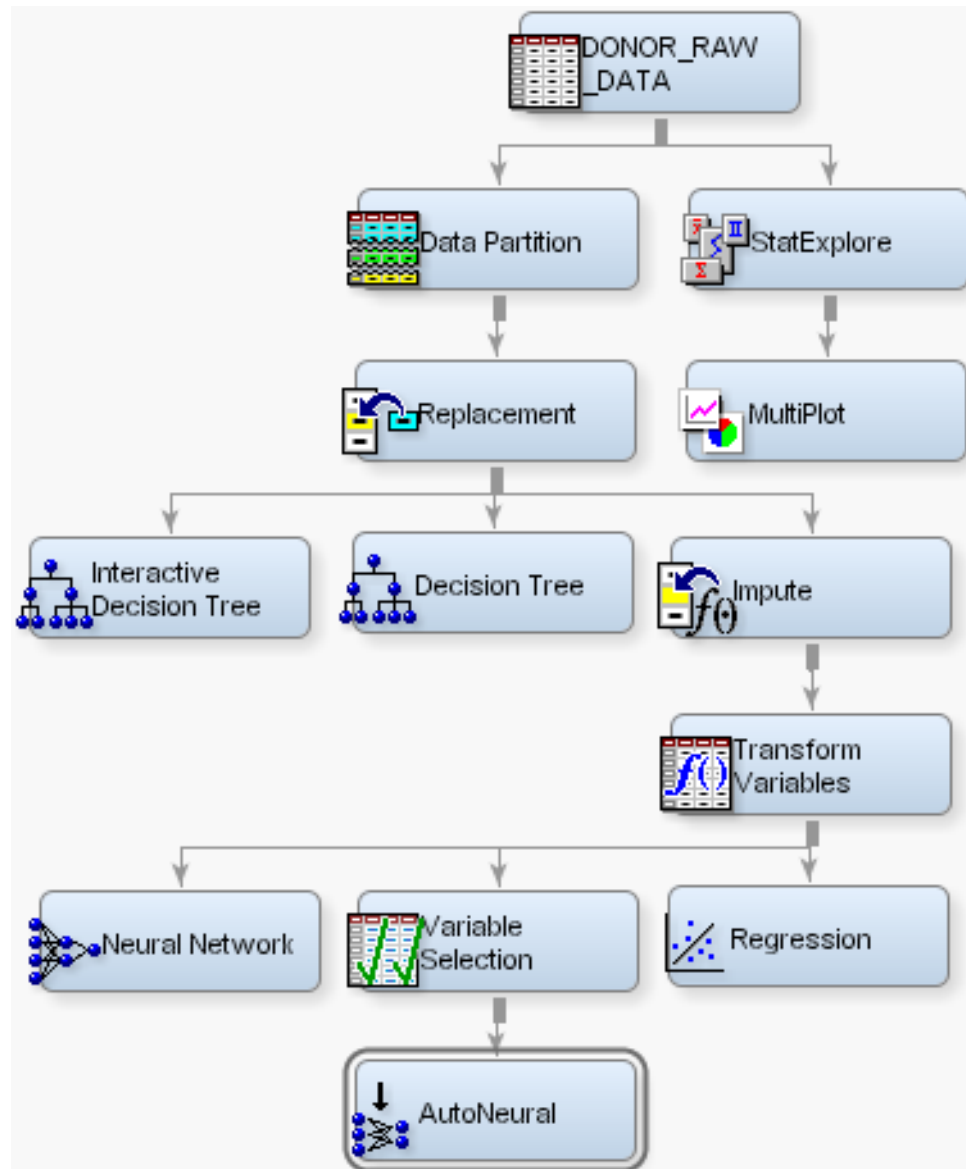 DONOR_RAW
_DATA
Data Partition
StatExplore
Replacement
MultiPlot
Interactive
Decision Tree
Decision Tree
Impute
Transform
Variables
Neural Network
Variable
Selection
Regression
AutoNeural